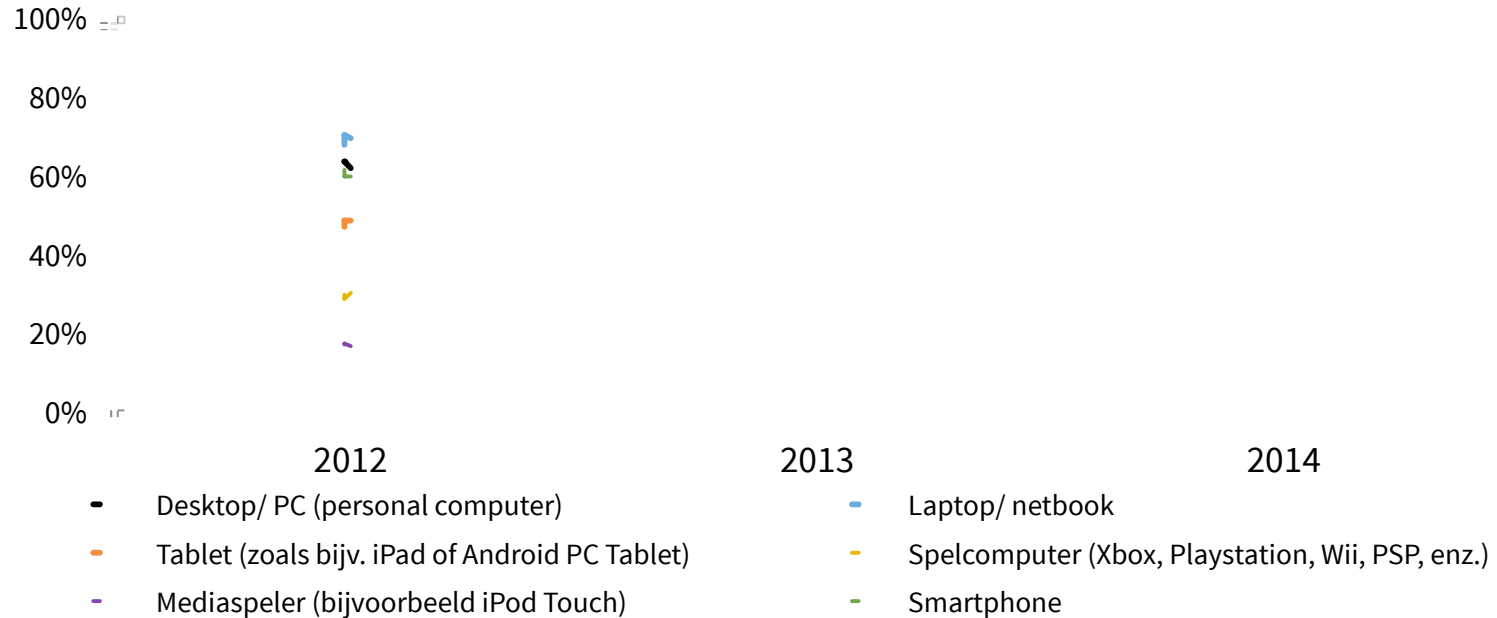 100%
80%
60%
40%
20%
0%
2012 2013 2014
Desktop/ PC (personal computer) Laptop/ netbook
Tablet (zoals bijv. iPad of Android PC Tablet) Spelcomputer (Xbox, Playstation, Wii, PSP, enz.)
Mediaspeler (bijvoorbeeld iPod Touch) Smartphone